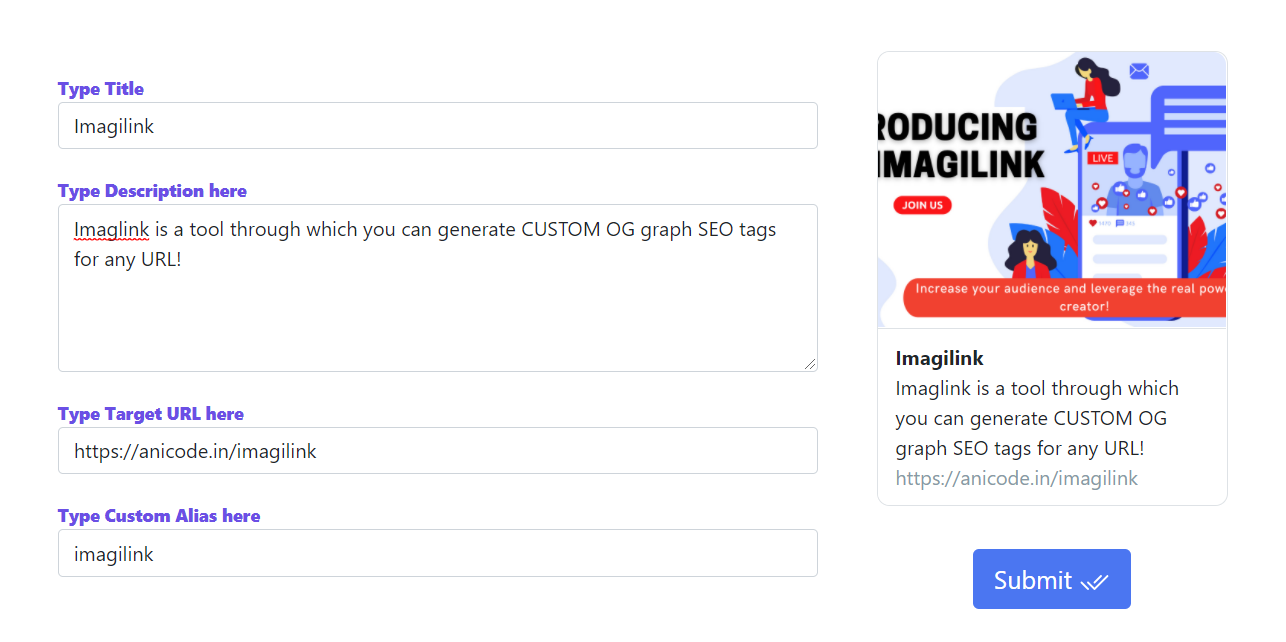 Type Title
Imagilink
Type Description here
Imaglink is a tool through which you can generate CUSTOM OG graph SEO tags
for any URL!
Type Target URL here
https://anicode.in/imagilink
Type Custom Alias here
imagilink
RODUCING
IMAGILINK
JOIN US
LIVE
Increase your audience and leverage the real pow
creator!
Imagilink
Imaglink is a tool through which
you can generate CUSTOM OG
graph SEO tags for any URL!
https://anicode.in/imagilink
Submit